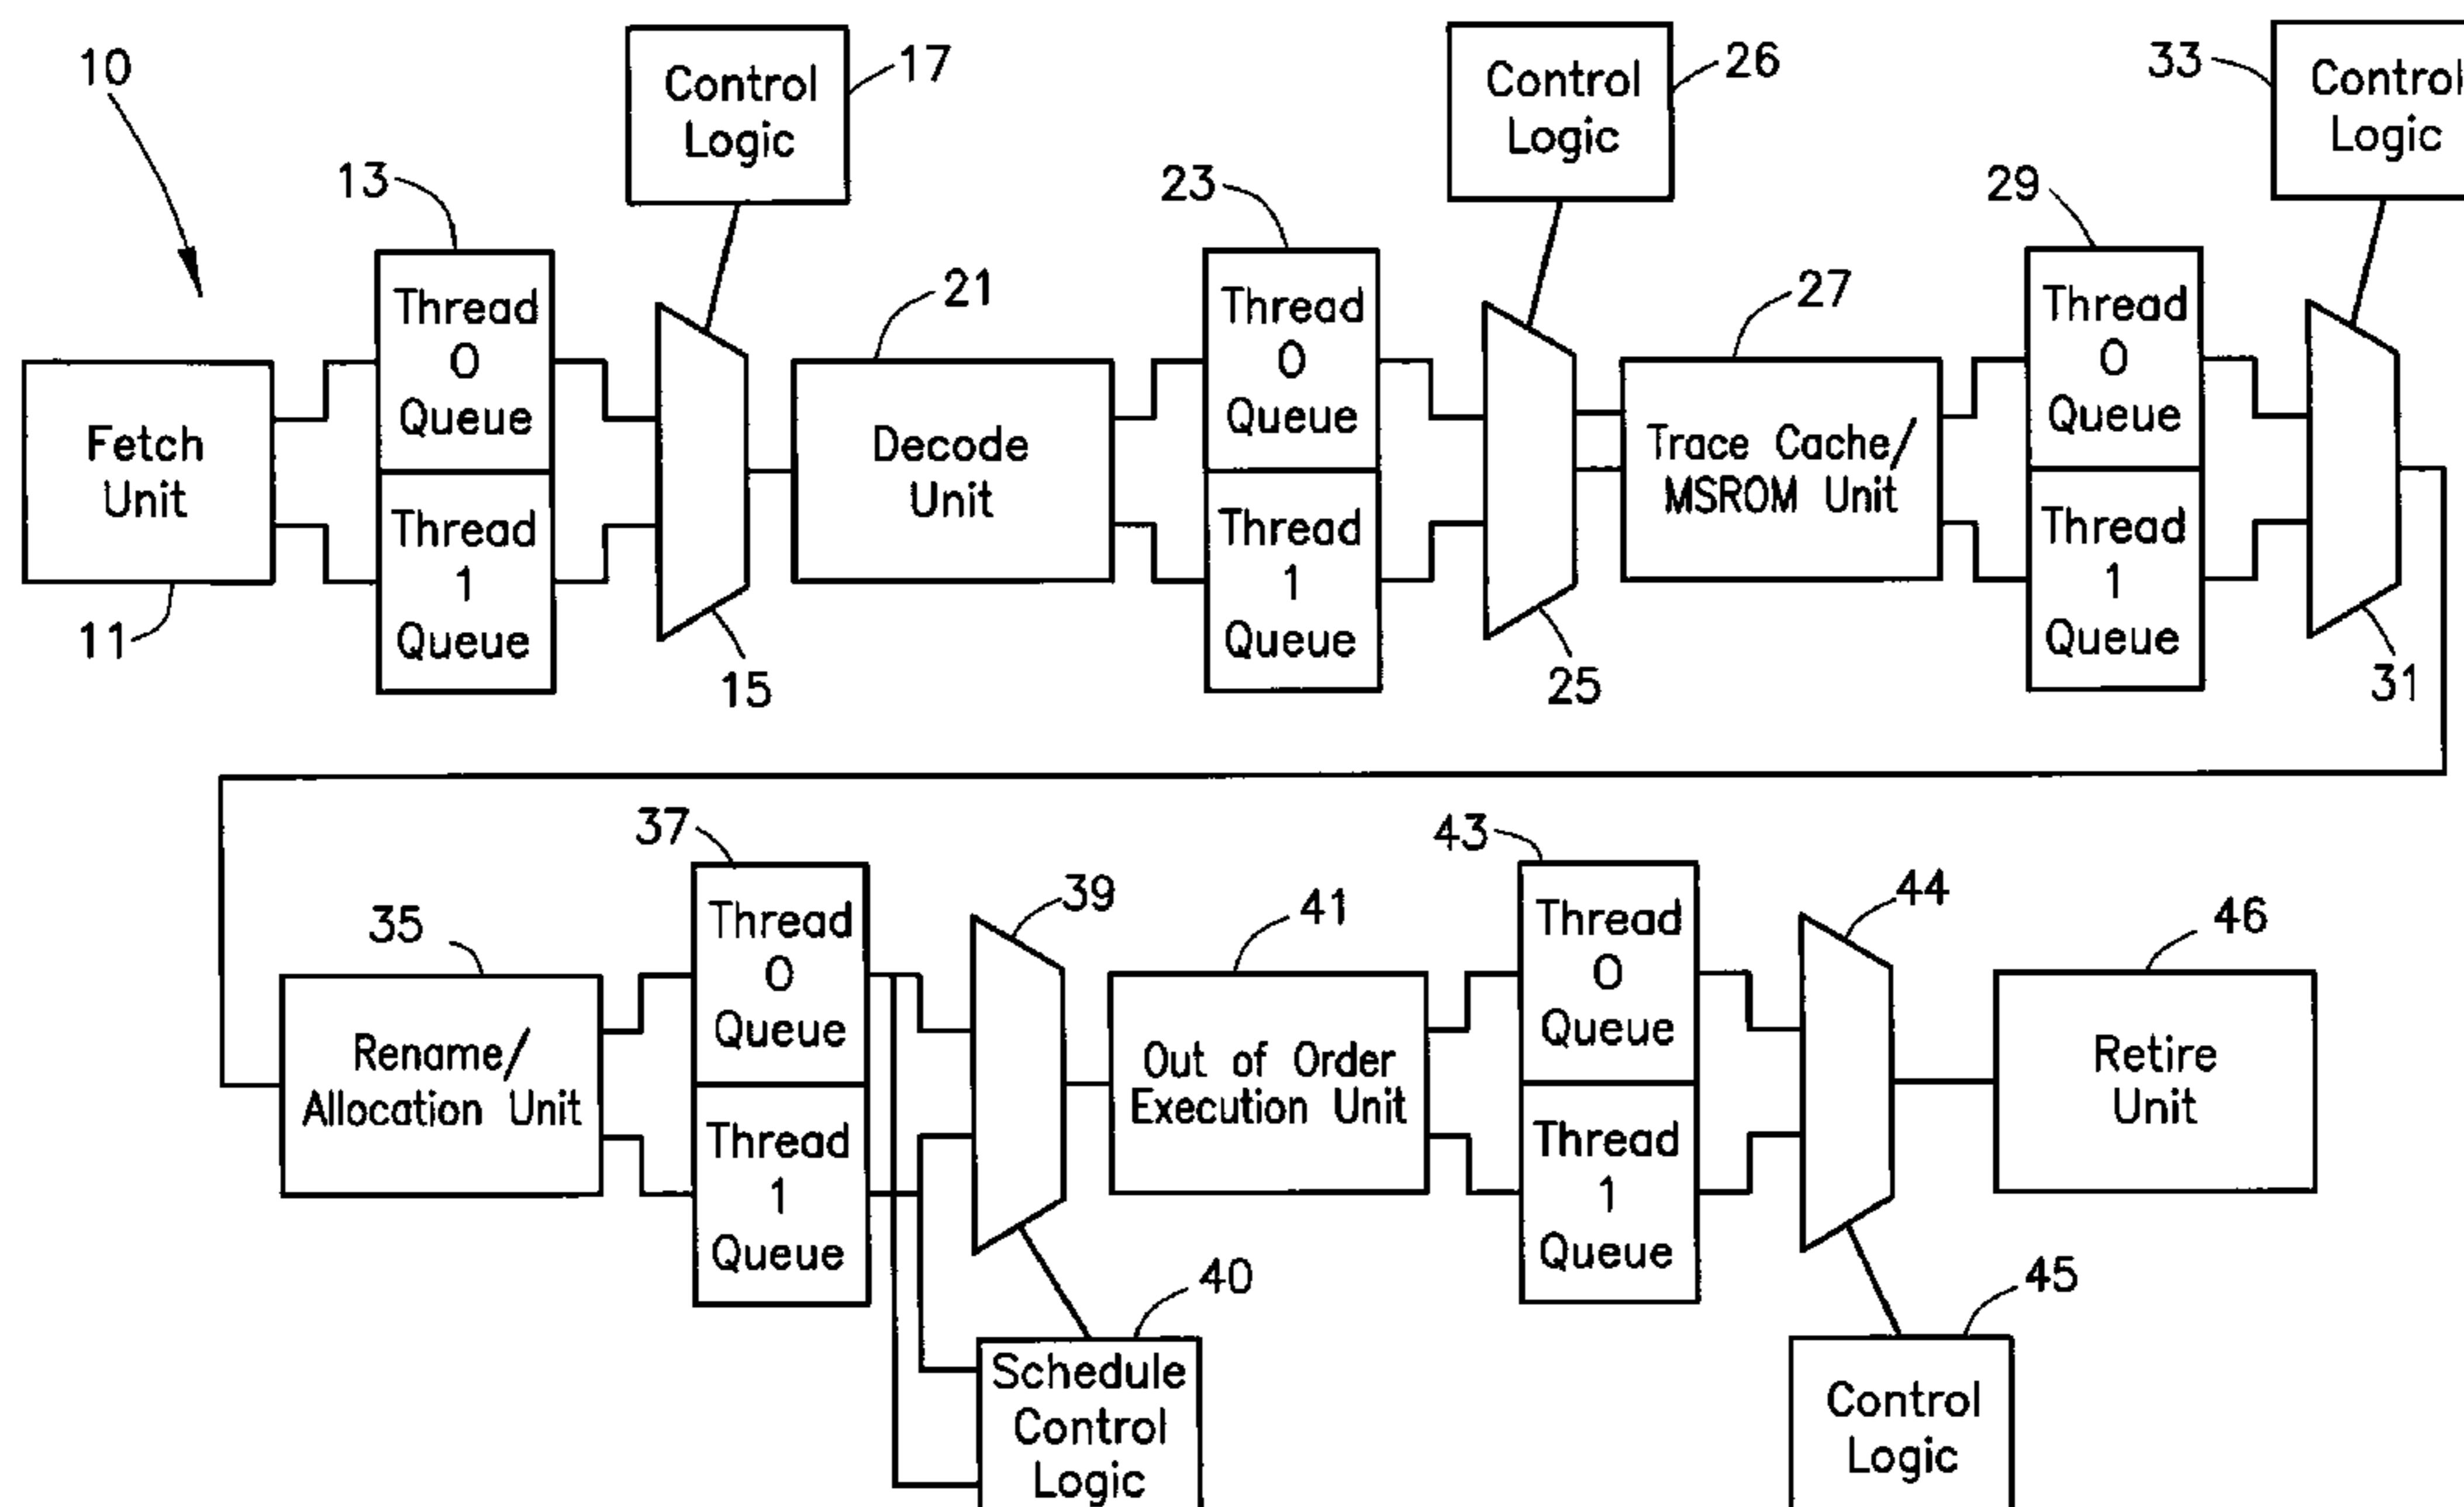 10
Control
Logic
17
Control
Logic
26
33
Control
Logic
13
23
29
Thread
0
Queue
Thread
1
Queue
21
Thread
0
Queue
Thread
1
Queue
27
Thread
0
Queue
Thread
1
Queue
Fetch
Unit
11
15
Decode
Unit
25
Trace Cache/
MSROM Unit
31
37
43
35
Thread
0
Queue
Thread
1
Queue
39
41
Thread
0
Queue
Thread
1
Queue
44
46
Rename/
Allocation Unit
Out of Order
Execution Unit
Retire
Unit
40
Schedule
Control
Logic
45
Control
Logic